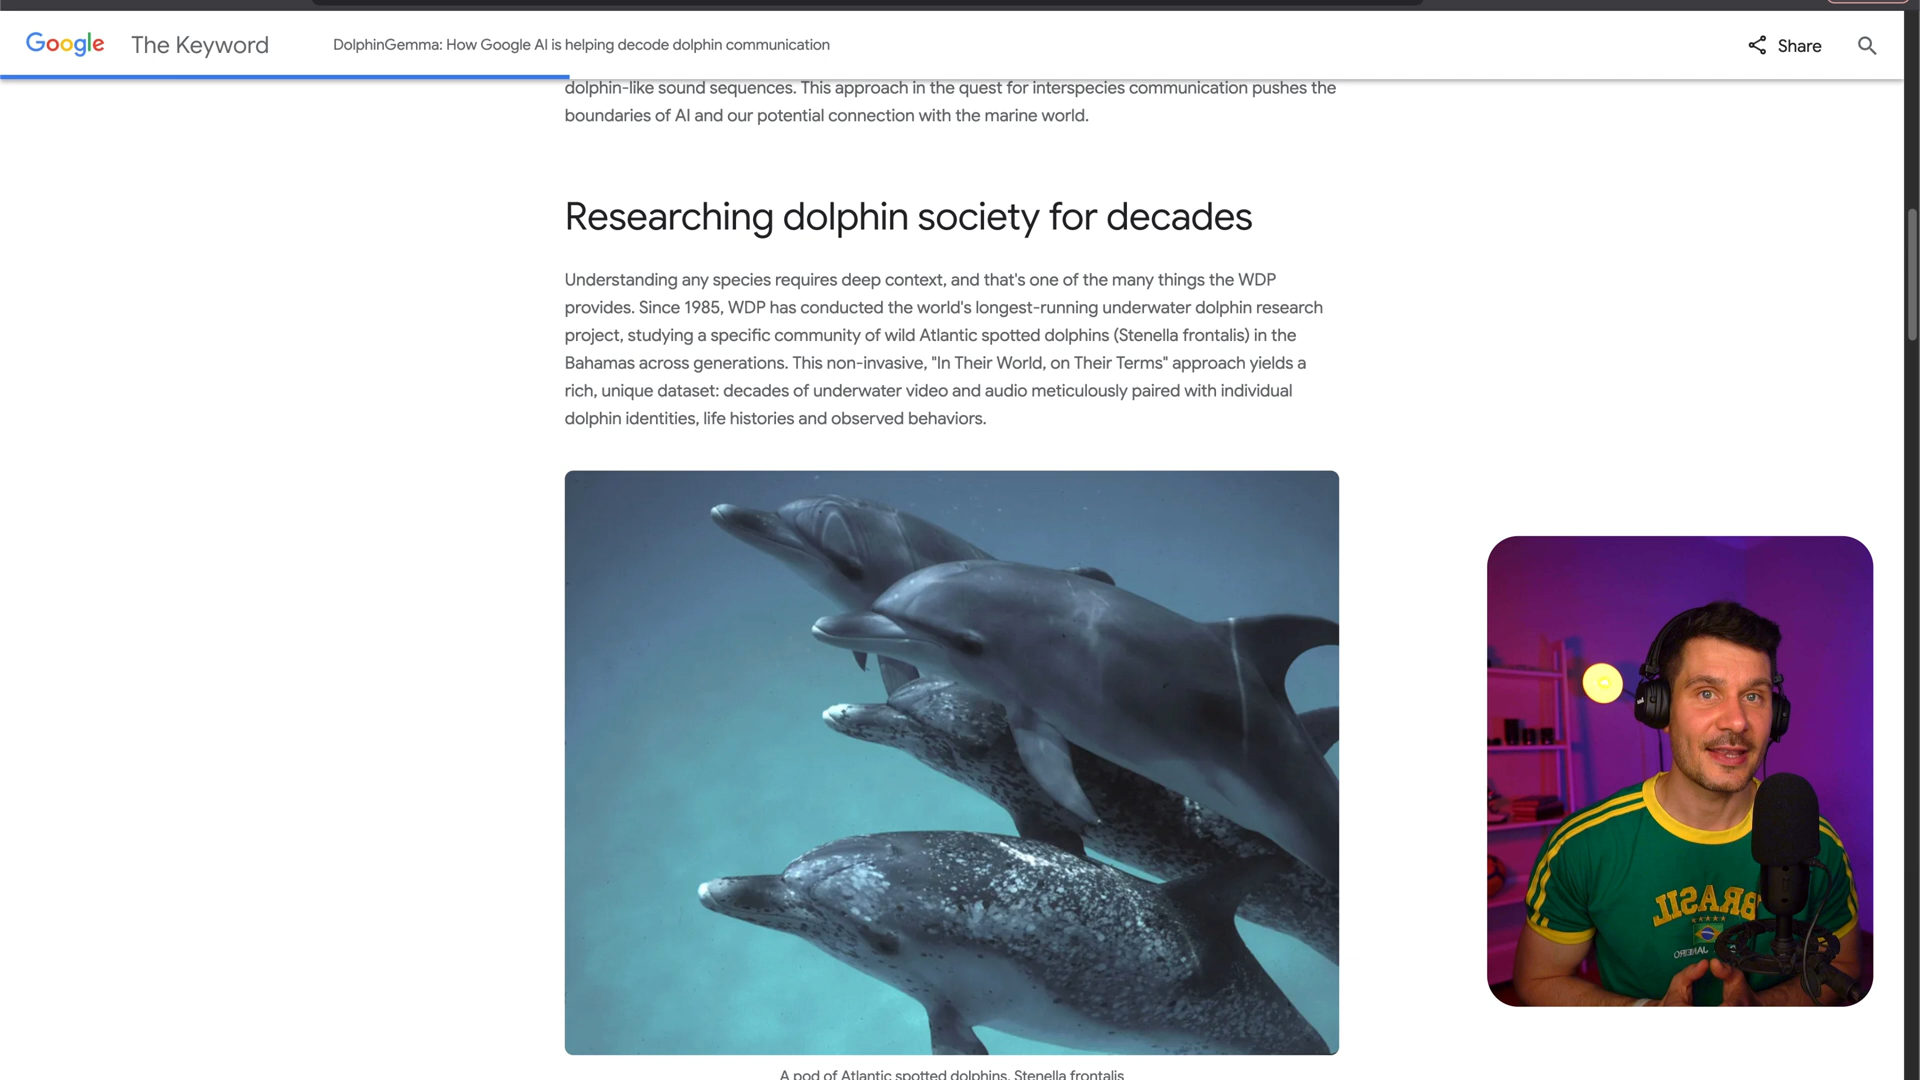 Google The Keyword DolphinGemma: How Google AI is helping decode dolphin communication Share
dolphin-like sound sequences. This approach in the quest for interspecies communication pushes the
boundaries of AI and our potential connection with the marine world.
Researching dolphin society for decades
Understanding any species requires deep context, and that's one of the many things the WDP
provides. Since 1985, WDP has conducted the world's longest-running underwater dolphin research
project, studying a specific community of wild Atlantic spotted dolphins (Stenella frontalis) in the
Bahamas across generations. This non-invasive, "In Their World, on Their Terms" approach yields a
rich, unique dataset: decades of underwater video and audio meticulously paired with individual
dolphin identities, life histories and observed behaviors.
BRASIL
JANEIRO
A pod of Atlantic spotted dolphins, Stenella frontalis